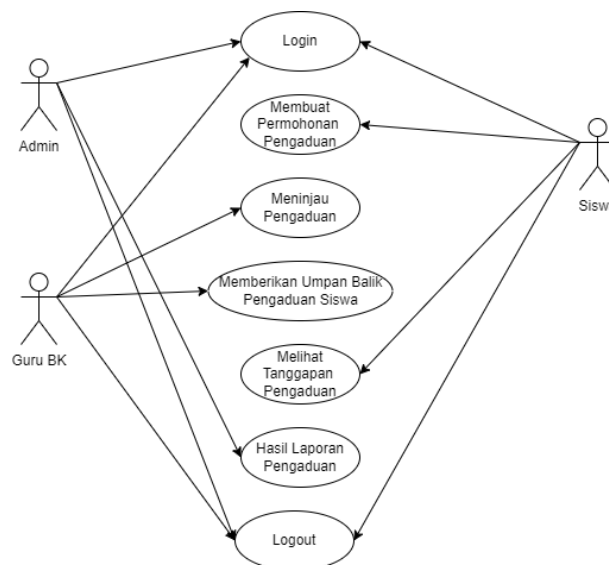 Login
Admin
Membuat
Permohonan
Pengaduan
Sisw
Meninjau
Pengaduan
Memberikan Umpan Balik
Pengaduan Siswa
Guru BK
Melihat
Tanggapan
Pengaduan
Hasil Laporan
Pengaduan
Logout